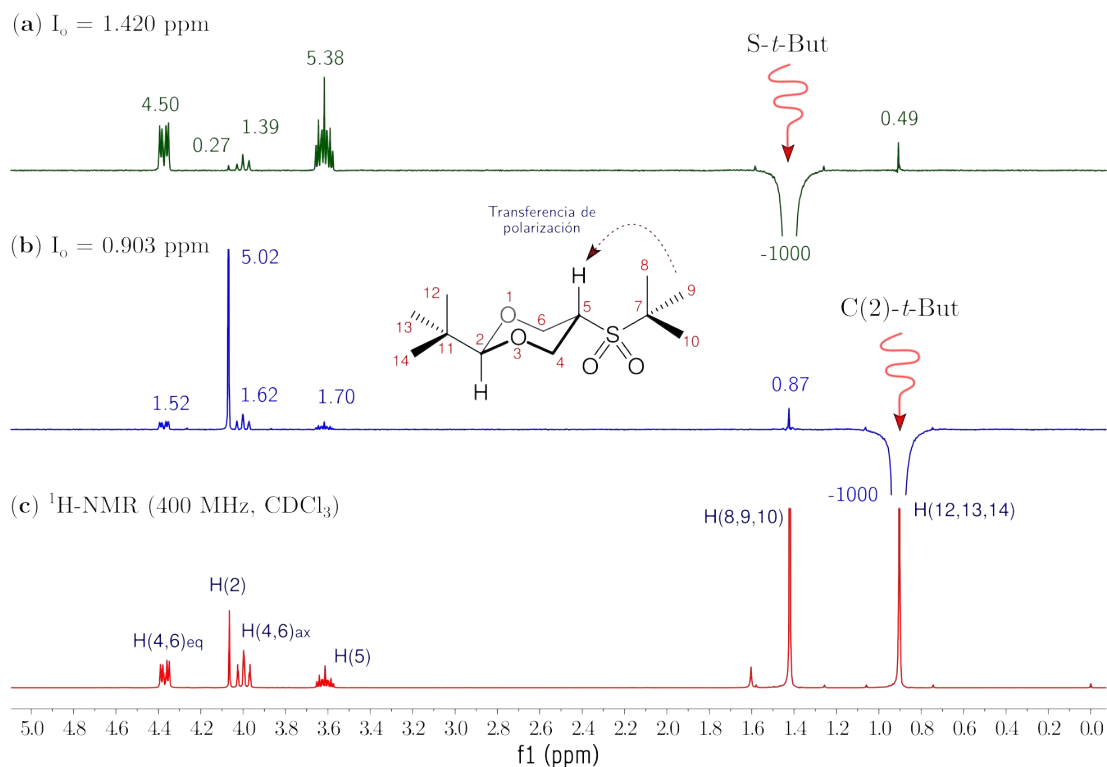 (a) Iₒ = 1.420 ppm
S-t-But
5.38
4.50
0.27
1.39
0.49
-1000
Transferencia de
polarización
(b) Iₒ = 0.903 ppm
5.02
1.52
1.62
1.70
0.87
C(2)-t-But
-1000
H
8
9
12
1
5
7
13
O
6
10
11
2
O
3
4
S
14
H
O
O
(c) ¹H-NMR (400 MHz, CDCl₃)
H(8,9,10)
H(12,13,14)
H(2)
H(4,6)eq
H(4,6)ax
H(5)
5.0 4.8 4.6 4.4 4.2 4.0 3.8 3.6 3.4 3.2 3.0 2.8 2.6 2.4 2.2 2.0 1.8 1.6 1.4 1.2 1.0 0.8 0.6 0.4 0.2 0.0
f1 (ppm)